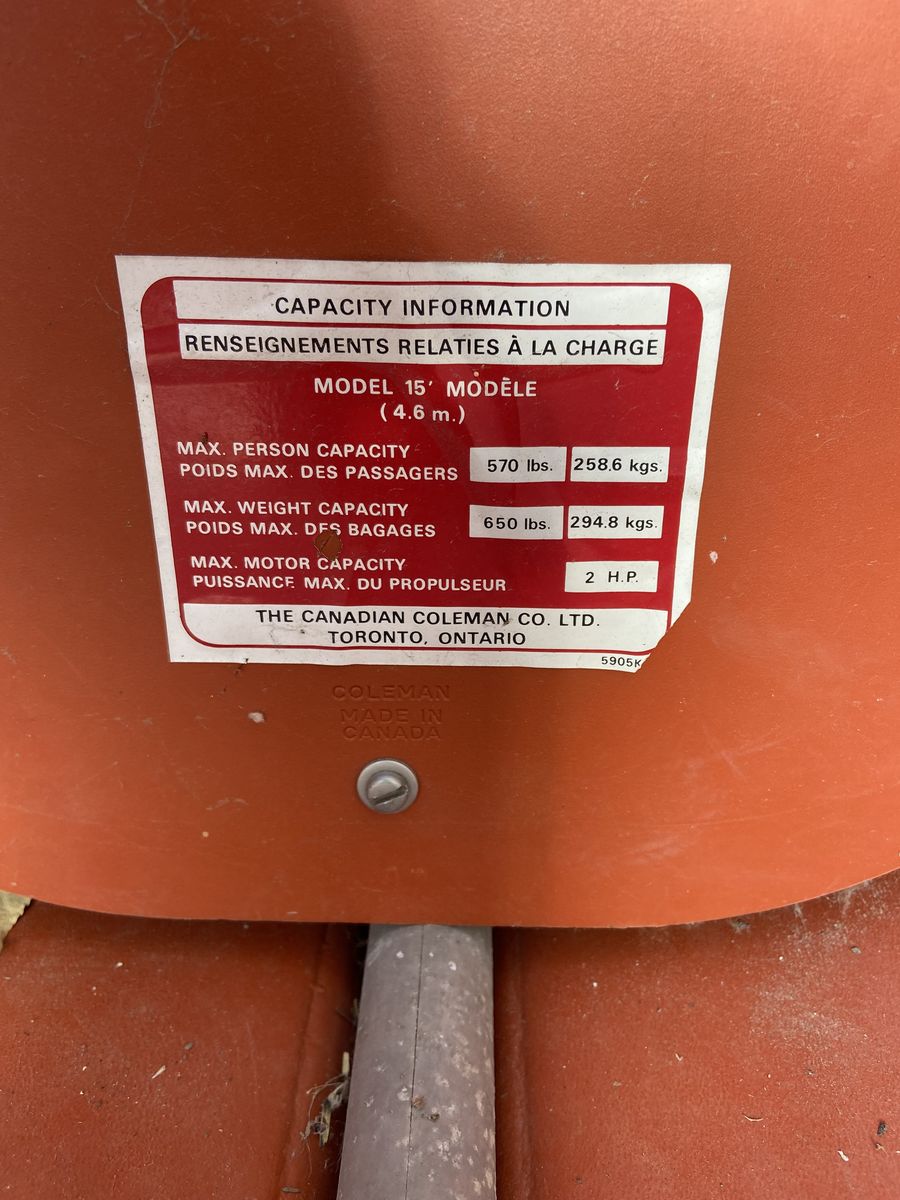 CAPACITY INFORMATION
RENSEIGNEMENTS RELATIES À LA CHARGE
MODEL 15' MODÈLE
(4.6 m.)
MAX. PERSON CAPACITY
POIDS MAX. DES PASSAGERS 570 lbs. 258.6 kgs.
MAX. WEIGHT CAPACITY
POIDS MAX. DES BAGAGES 650 lbs. 294.8 kgs.
MAX. MOTOR CAPACITY
PUISSANCE MAX. DU PROPULSEUR 2 H.P.
THE CANADIAN COLEMAN CO. LTD.
TORONTO, ONTARIO
5905K
COLEMAN
MADE IN
CANADA